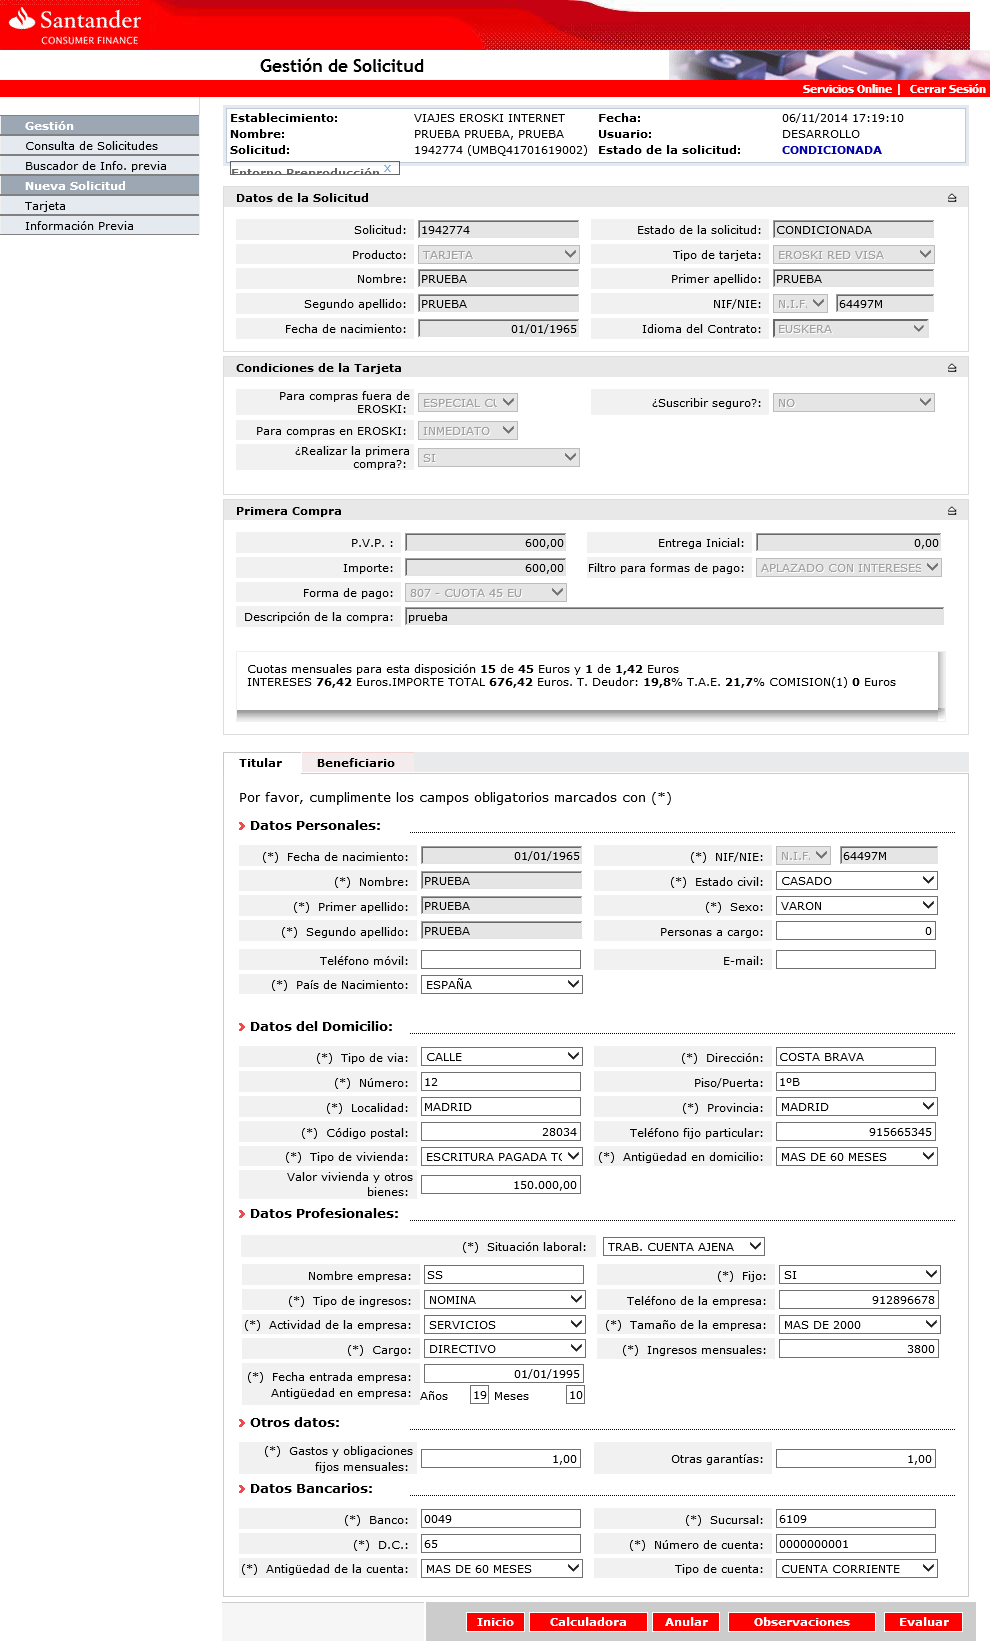 Santander
CONSUMER FINANCE
Gestión de Solicitud
Servicios Online | Cerrar Sesión
Gestión
Consulta de Solicitudes
Buscador de Info. previa
Nueva Solicitud
Tarjeta
Información Previa
Establecimiento: VIAJES EROSKI INTERNET Fecha: 06/11/2014 17:19:10
Nombre: PRUEBA PRUEBA, PRUEBA Usuario: DESARROLLO
Solicitud: 1942774 (UMBQ41701619002) Estado de la solicitud: CONDICIONADA
Entorno Preproducción X
Datos de la Solicitud
Solicitud: 1942774 Estado de la solicitud: CONDICIONADA
Producto: TARJETA Tipo de tarjeta: EROSKI RED VISA
Nombre: PRUEBA Primer apellido: PRUEBA
Segundo apellido: PRUEBA NIF/NIE: N.I.F. 64497M
Fecha de nacimiento: 01/01/1965 Idioma del Contrato: EUSKERA
Condiciones de la Tarjeta
Para compras fuera de EROSKI: ESPECIAL CU ¿Suscribir seguro?: NO
Para compras en EROSKI: INMEDIATO
¿Realizar la primera compra?: SI
Primera Compra
P.V.P. : 600,00 Entrega Inicial: 0,00
Importe: 600,00 Filtro para formas de pago: APLAZADO CON INTERESES
Forma de pago: 807 - CUOTA 45 EU
Descripción de la compra: prueba
Cuotas mensuales para esta disposición 15 de 45 Euros y 1 de 1,42 Euros
INTERESES 76,42 Euros.IMPORTE TOTAL 676,42 Euros. T. Deudor: 19,8% T.A.E. 21,7% COMISION(1) 0 Euros
Titular Beneficiario
Por favor, cumplimente los campos obligatorios marcados con (*)
Datos Personales:
(*) Fecha de nacimiento: 01/01/1965 (*) NIF/NIE: N.I.F. 64497M
(*) Nombre: PRUEBA (*) Estado civil: CASADO
(*) Primer apellido: PRUEBA (*) Sexo: VARON
(*) Segundo apellido: PRUEBA Personas a cargo: 0
Teléfono móvil: E-mail:
(*) País de Nacimiento: ESPAÑA
Datos del Domicilio:
(*) Tipo de via: CALLE (*) Dirección: COSTA BRAVA
(*) Número: 12 Piso/Puerta: 1ºB
(*) Localidad: MADRID (*) Provincia: MADRID
(*) Código postal: 28034 Teléfono fijo particular: 915665345
(*) Tipo de vivienda: ESCRITURA PAGADA TO (*) Antigüedad en domicilio: MAS DE 60 MESES
Valor vivienda y otros bienes: 150.000,00
Datos Profesionales:
(*) Situación laboral: TRAB. CUENTA AJENA
Nombre empresa: SS (*) Fijo: SI
(*) Tipo de ingresos: NOMINA Teléfono de la empresa: 912896678
(*) Actividad de la empresa: SERVICIOS (*) Tamaño de la empresa: MAS DE 2000
(*) Cargo: DIRECTIVO (*) Ingresos mensuales: 3800
(*) Fecha entrada empresa: 01/01/1995
Antigüedad en empresa: Años 19 Meses 10
Otros datos:
(*) Gastos y obligaciones fijos mensuales: 1,00 Otras garantías: 1,00
Datos Bancarios:
(*) Banco: 0049 (*) Sucursal: 6109
(*) D.C.: 65 (*) Número de cuenta: 0000000001
(*) Antigüedad de la cuenta: MAS DE 60 MESES Tipo de cuenta: CUENTA CORRIENTE
Inicio Calculadora Anular Observaciones Evaluar